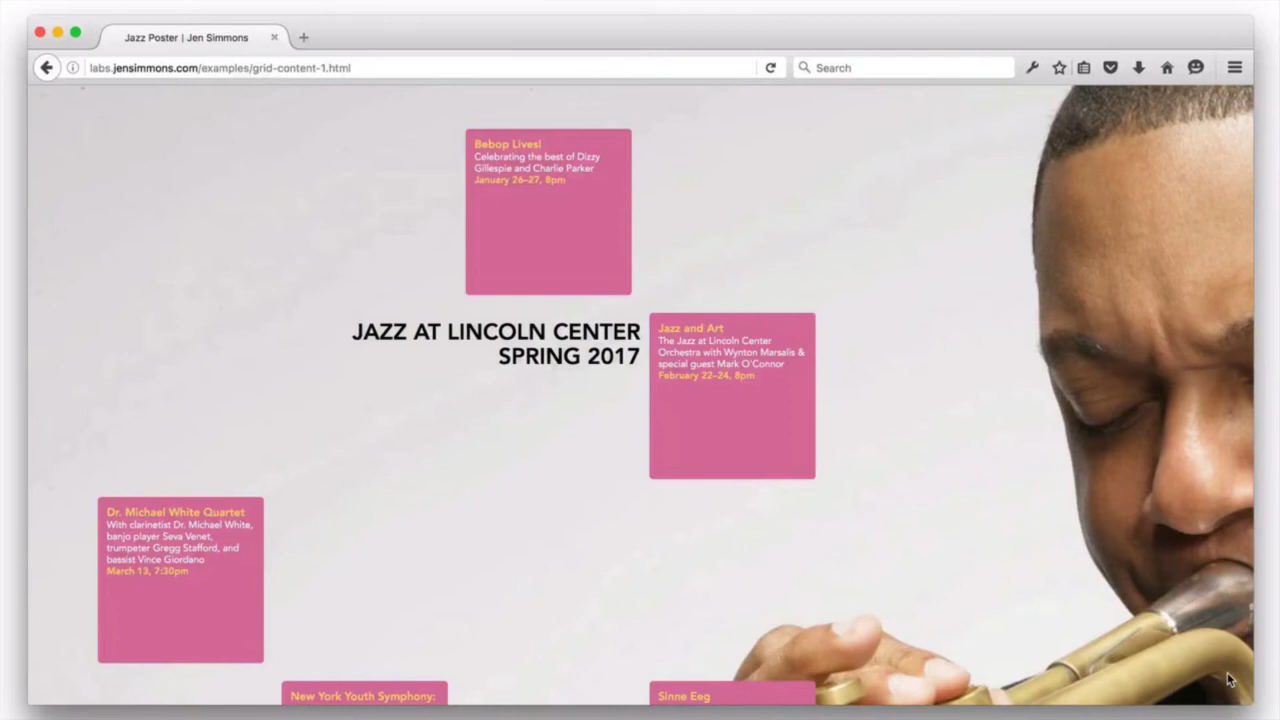 Jazz Poster | Jen Simmons
labs.jensimmons.com/examples/grid-content-1.html
Search
Bebop Lives!
Celebrating the best of Dizzy
Gillespie and Charlie Parker
January 26–27, 8pm
JAZZ AT LINCOLN CENTER
SPRING 2017
Jazz and Art
The Jazz at Lincoln Center
Orchestra with Wynton Marsalis &
special guest Mark O'Connor
February 22–24, 8pm
Dr. Michael White Quartet
With clarinetist Dr. Michael White,
banjo player Seva Venet,
trumpeter Gregg Stafford, and
bassist Vince Giordano
March 13, 7:30pm
New York Youth Symphony:
Sinne Eeg